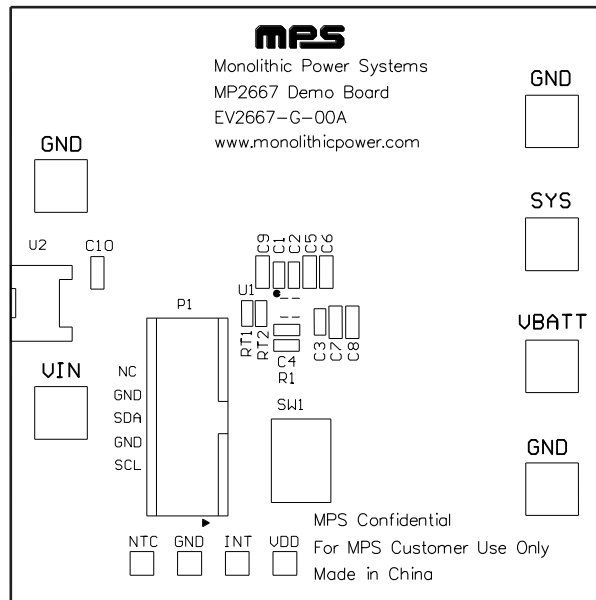 MPS
Monolithic Power Systems
MP2667 Demo Board
EV2667-G-00A
www.monolithicpower.com
GND
GND
SYS
U2
C10
C9
C1
C2
C5
C6
U1
P1
RT1
RT2
C3
C7
C8
C4
R1
VBATT
VIN
NC
GND
SDA
GND
SCL
SW1
GND
MPS Confidential
For MPS Customer Use Only
Made in China
NTC
GND
INT
VDD